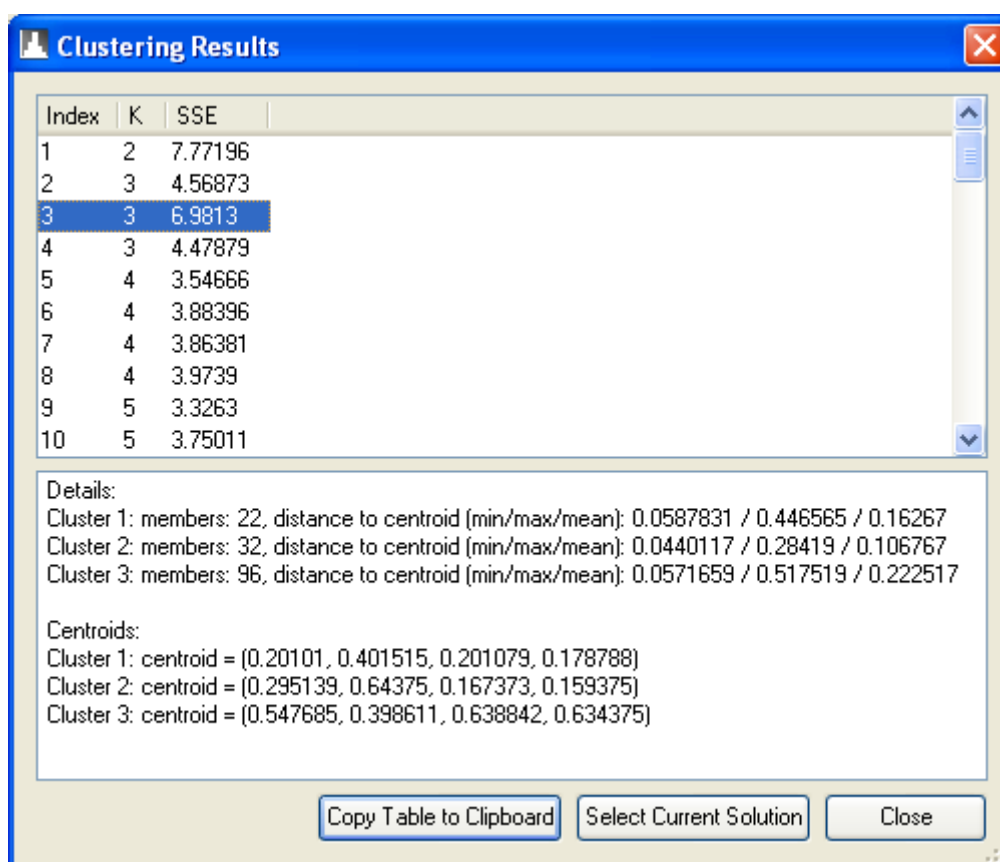 Clustering Results
Index K SSE
1 2 7.77196
2 3 4.56873
3 3 6.9813
4 3 4.47879
5 4 3.54666
6 4 3.88396
7 4 3.86381
8 4 3.9739
9 5 3.3263
10 5 3.75011
Details:
Cluster 1: members: 22, distance to centroid (min/max/mean): 0.0587831 / 0.446565 / 0.16267
Cluster 2: members: 32, distance to centroid (min/max/mean): 0.0440117 / 0.28419 / 0.106767
Cluster 3: members: 96, distance to centroid (min/max/mean): 0.0571659 / 0.517519 / 0.222517
Centroids:
Cluster 1: centroid = (0.20101, 0.401515, 0.201079, 0.178788)
Cluster 2: centroid = (0.295139, 0.64375, 0.167373, 0.159375)
Cluster 3: centroid = (0.547685, 0.398611, 0.638842, 0.634375)
Copy Table to Clipboard Select Current Solution Close